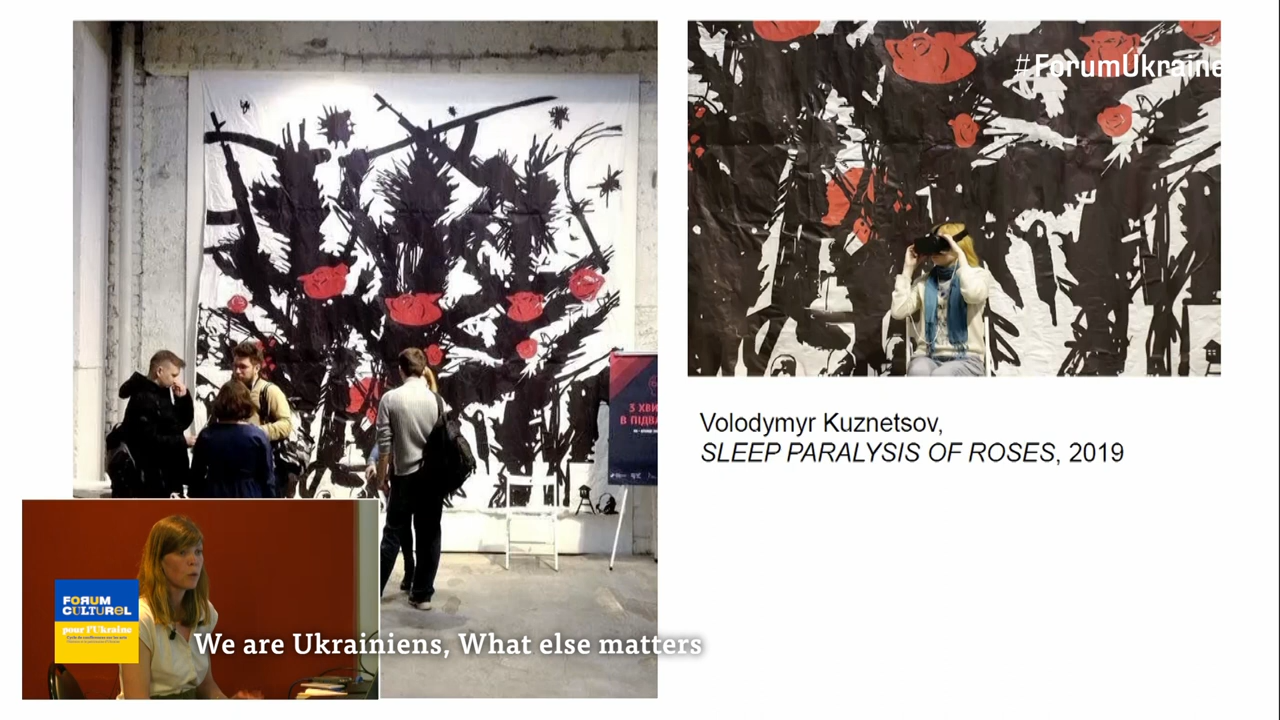 #ForumUkraine
3 ХВИ
В ПІДВА
Volodymyr Kuznetsov,
SLEEP PARALYSIS OF ROSES, 2019
FORUM
CULTUREL
pour l'Ukraine
We are Ukrainiens, What else matters